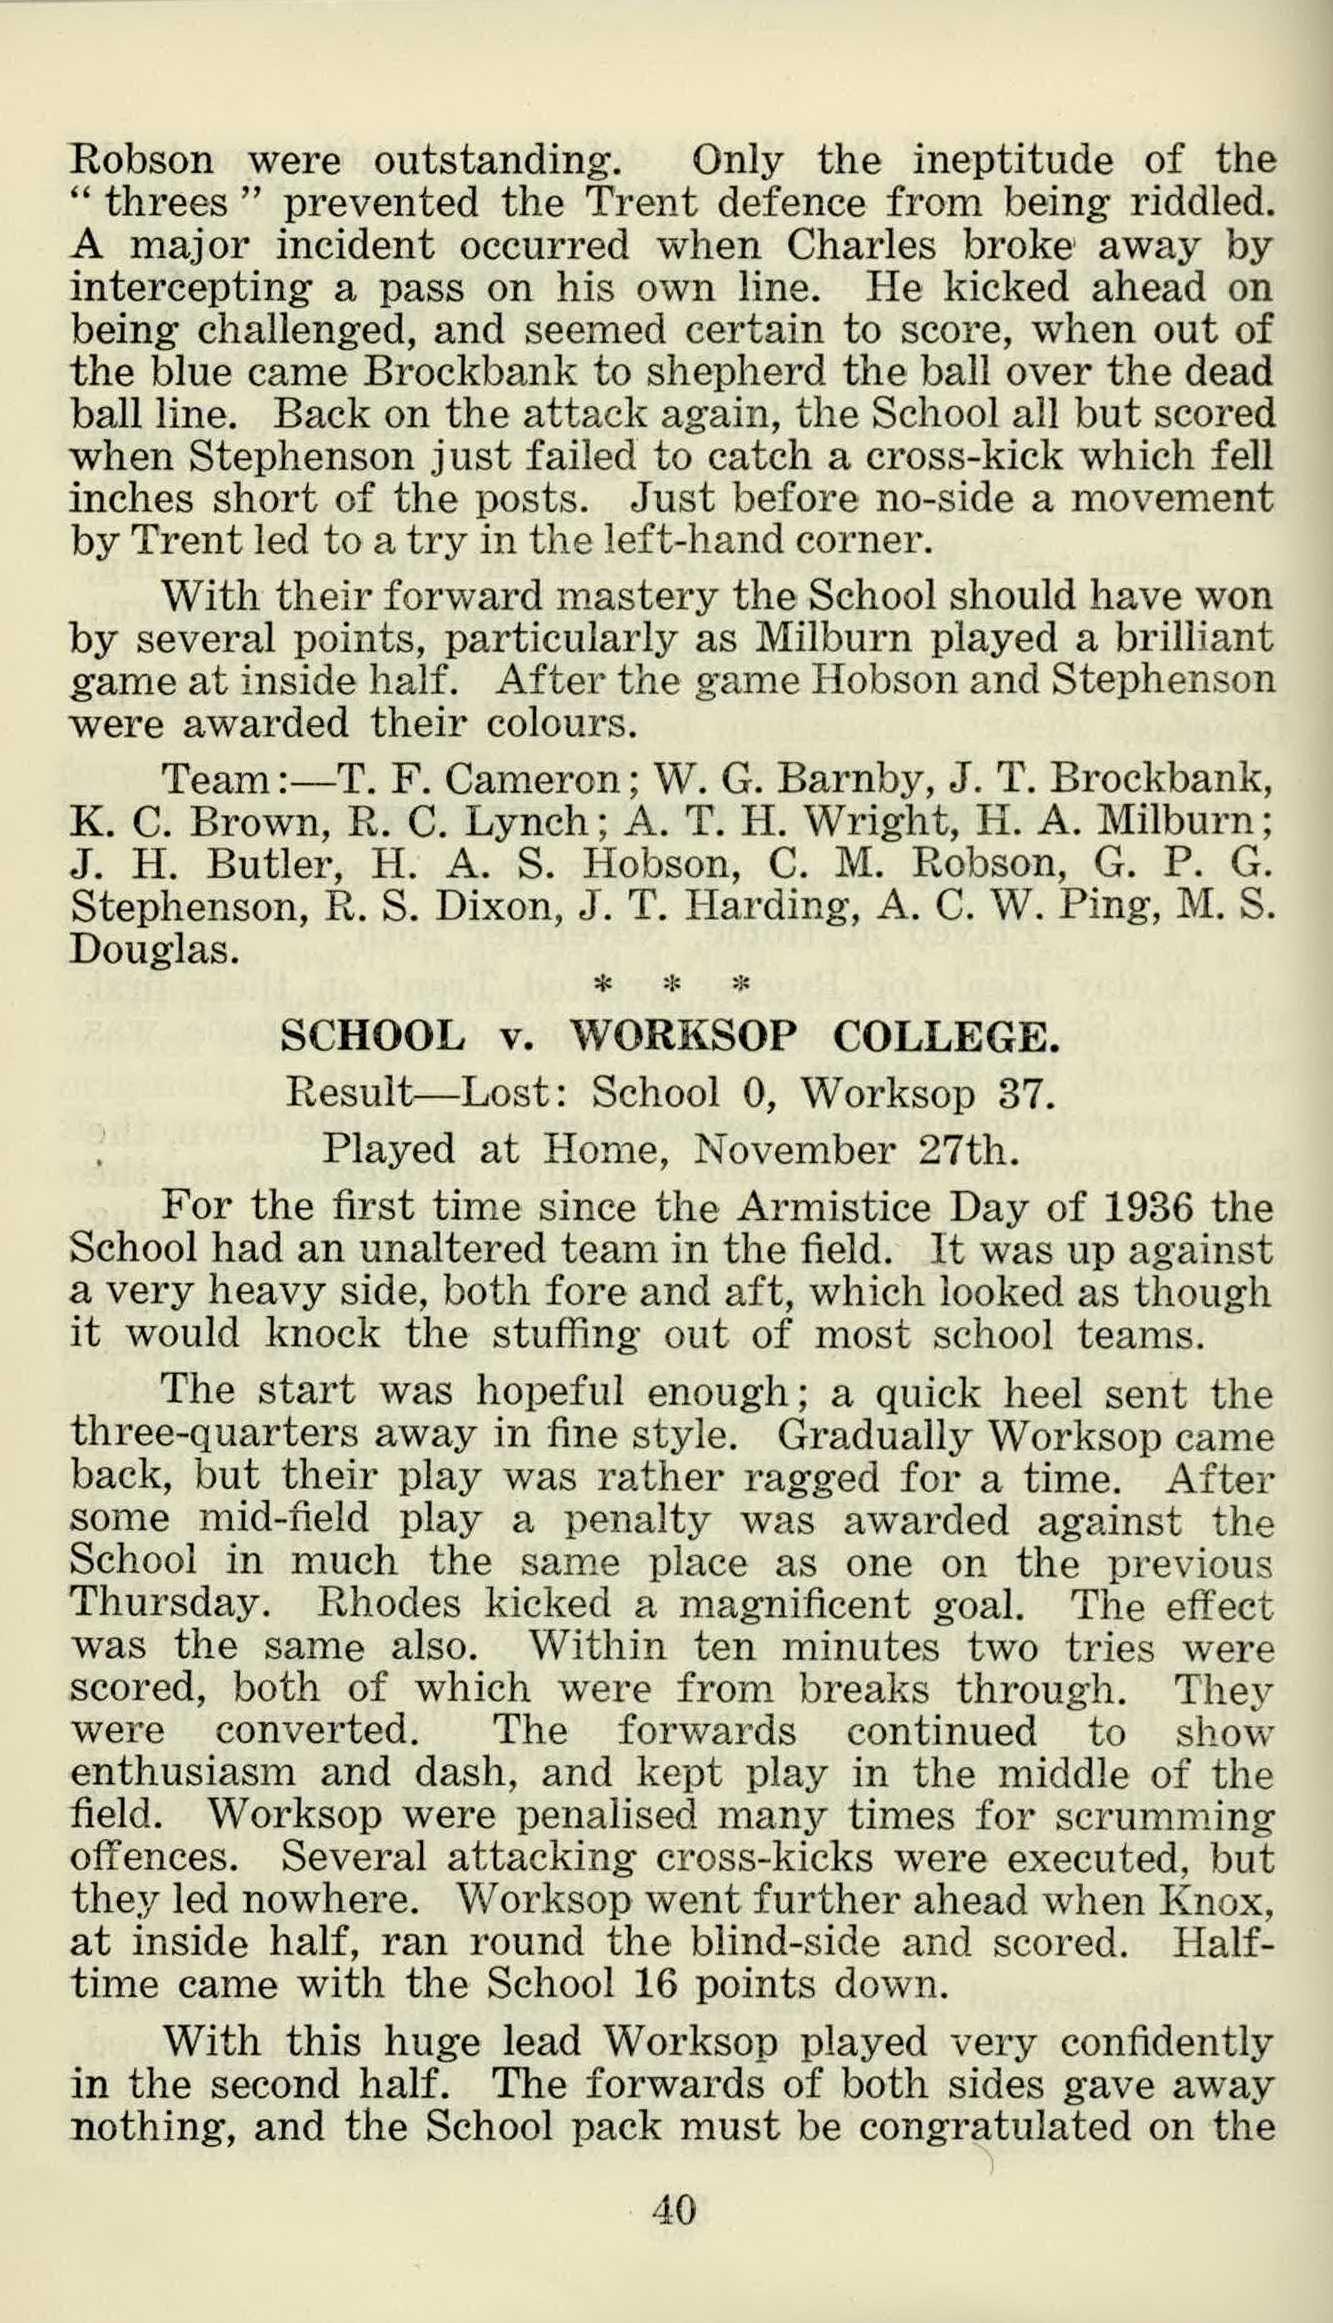 Robson were outstanding. Only the ineptitude of the
" threes " prevented the Trent defence from being riddled.
A major incident occurred when Charles broke away by
intercepting a pass on his own line. He kicked ahead on
being challenged, and seemed certain to score, when out of
the blue came Brockbank to shepherd the ball over the dead
ball line. Back on the attack again, the School all but scored
when Stephenson just failed to catch a cross-kick which fell
inches short of the posts. Just before no-side a movement
by Trent led to a try in the left-hand corner.
With their forward mastery the School should have won
by several points, particularly as Milburn played a brilliant
game at inside half. After the game Hobson and Stephenson
were awarded their colours.
Team :—T. F. Cameron ; W. G. Barnby, J. T. Brockbank,
K. C. Brown, R. C. Lynch ; A. T. H. Wright, H. A. Milburn ;
J. H. Butler, H. A. S. Hobson, C. M. Robson, G. P. G.
Stephenson, R. S. Dixon, J. T. Harding, A. C. W. Ping, M. S.
Douglas.
* * *
SCHOOL v. WORKSOP COLLEGE.
Result—Lost: School 0, Worksop 37.
Played at Home, November 27th.
For the first time since the Armistice Day of 1936 the
School had an unaltered team in the field. It was up against
a very heavy side, both fore and aft, which looked as though
it would knock the stuffing out of most school teams.
The start was hopeful enough ; a quick heel sent the
three-quarters away in fine style. Gradually Worksop came
back, but their play was rather ragged for a time. After
some mid-field play a penalty was awarded against the
School in much the same place as one on the previous
Thursday. Rhodes kicked a magnificent goal. The effect
was the same also. Within ten minutes two tries were
scored, both of which were from breaks through. They
were converted. The forwards continued to show
enthusiasm and dash, and kept play in the middle of the
field. Worksop were penalised many times for scrumming
offences. Several attacking cross-kicks were executed, but
they led nowhere. Worksop went further ahead when Knox,
at inside half, ran round the blind-side and scored. Half-
time came with the School 16 points down.
With this huge lead Worksop played very confidently
in the second half. The forwards of both sides gave away
nothing, and the School pack must be congratulated on the
40